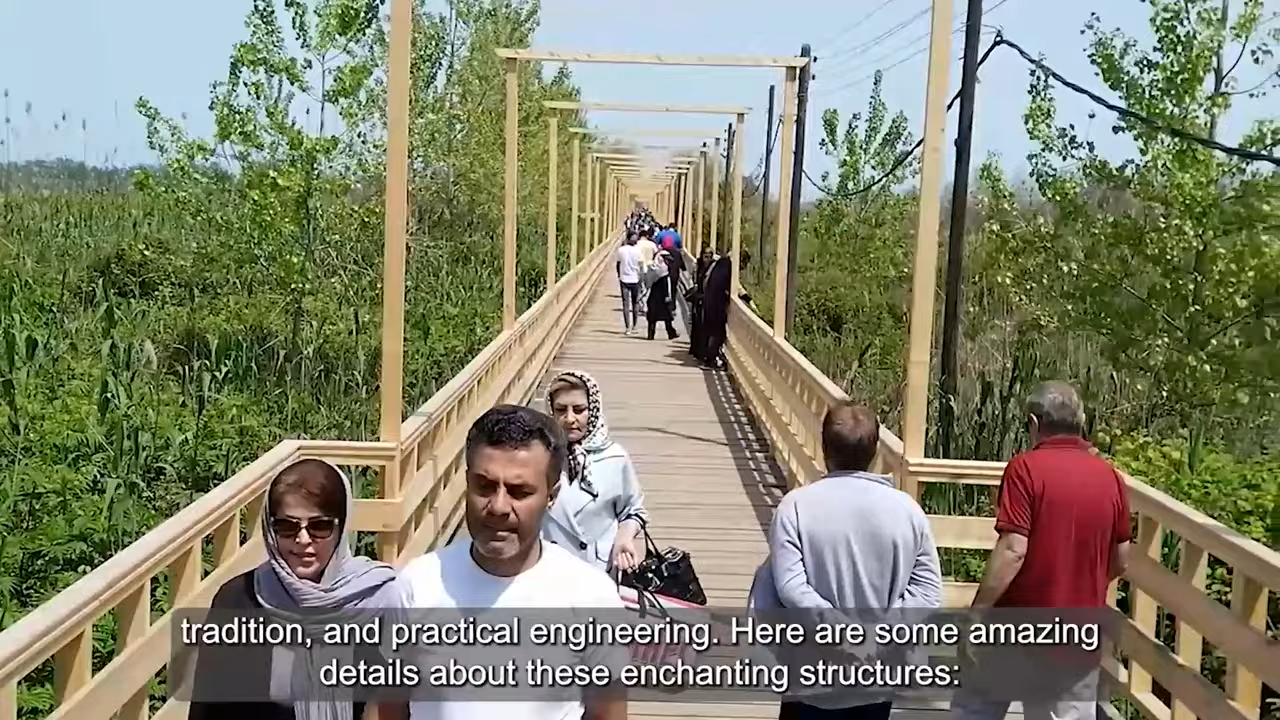 tradition, and practical engineering. Here are some amazing
details about these enchanting structures: